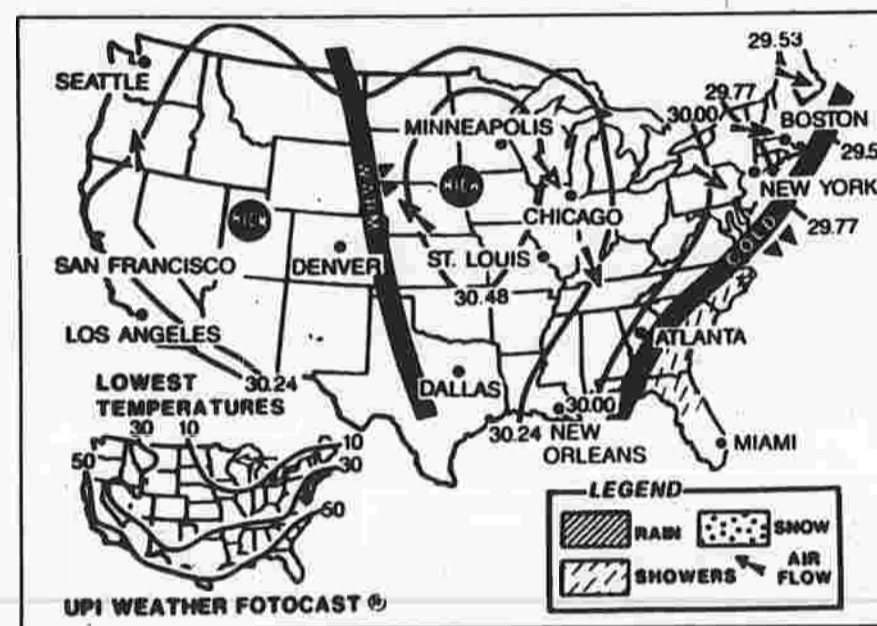 29.53
SEATTLE
29.77
30.00
BOSTON
MINNEAPOLIS
29.5
WARM
HIGH
NEW YORK
CHICAGO
HIGH
29.77
COLD
SAN FRANCISCO
DENVER
ST. LOUIS
30.48
LOS ANGELES
ATLANTA
LOWEST
TEMPERATURES
30.24
DALLAS
30.00
30.24
NEW
ORLEANS
MIAMI
30
10
10
50
30
50
LEGEND
RAIN
SNOW
SHOWERS
AIR
FLOW
UPI WEATHER FOTOCAST ®